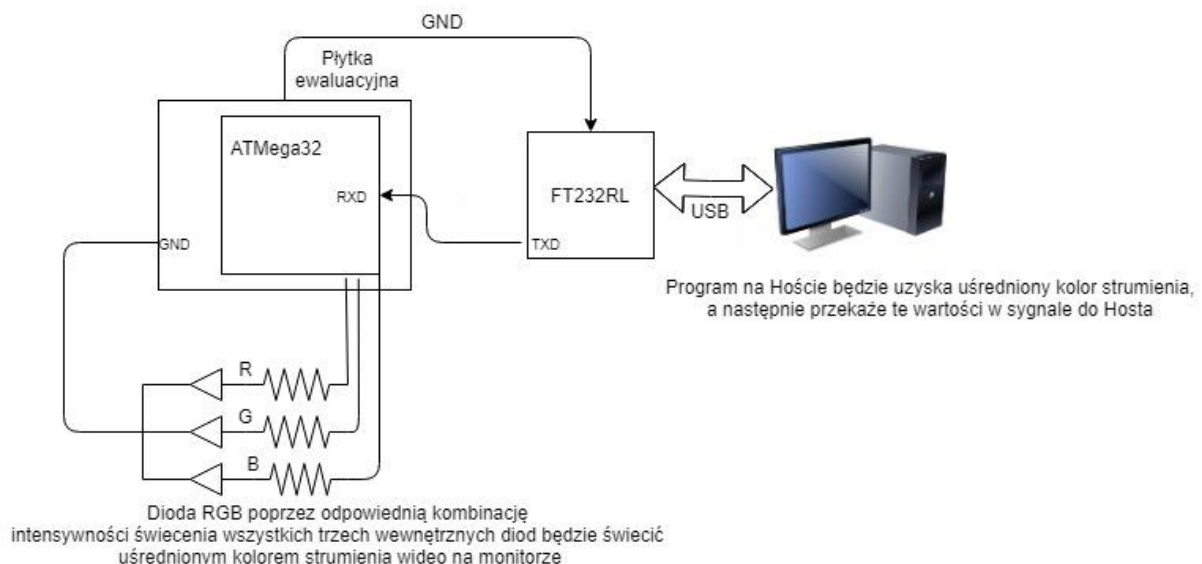 GND
Płytka
ewaluacyjna
ATMega32
RXD
FT232RL
TXD
USB
GND
Program na Hoście będzie uzyska uśredniony kolor strumienia,
a następnie przekaże te wartości w sygnale do Hosta
R
G
B
Dioda RGB poprzez odpowiednią kombinację
intensywności świecenia wszystkich trzech wewnętrznych diod będzie świecić
uśrednionym kolorem strumienia wideo na monitorze